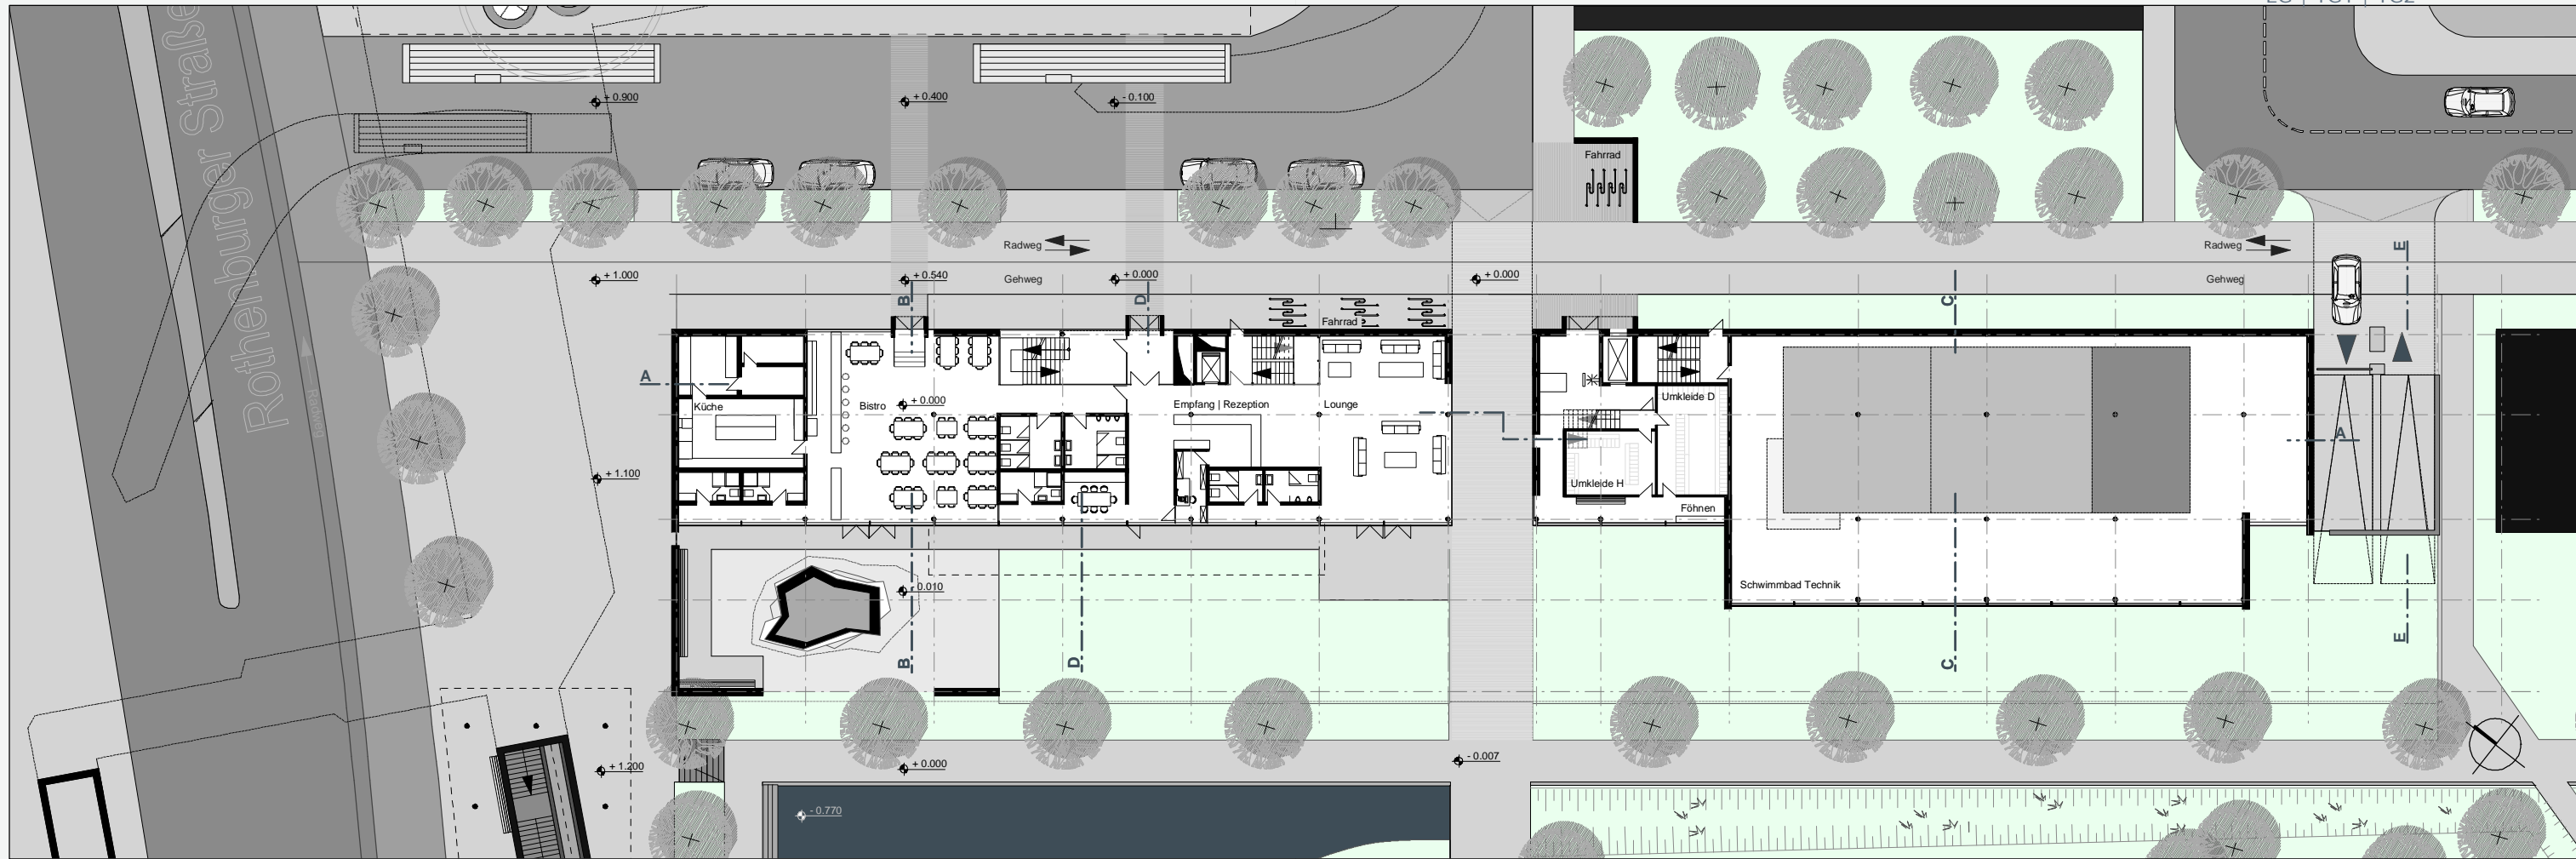 Rothenburger Straße
Radweg
+ 0.900
+ 0.400
- 0.100
Fahrrad
Radweg
Radweg
E
+ 1.000
+ 0.540
Gehweg
+ 0.000
+ 0.000
Gehweg
B
D
C
Fahrrad
A
Küche
Bistro
+ 0.000
Empfang | Rezeption
Lounge
Umkleide D
A
+ 1.100
Umkleide H
Föhnen
0.010
Schwimmbad Technik
B
D
C
E
+ 1.200
+ 0.000
- 0.007
- 0.770